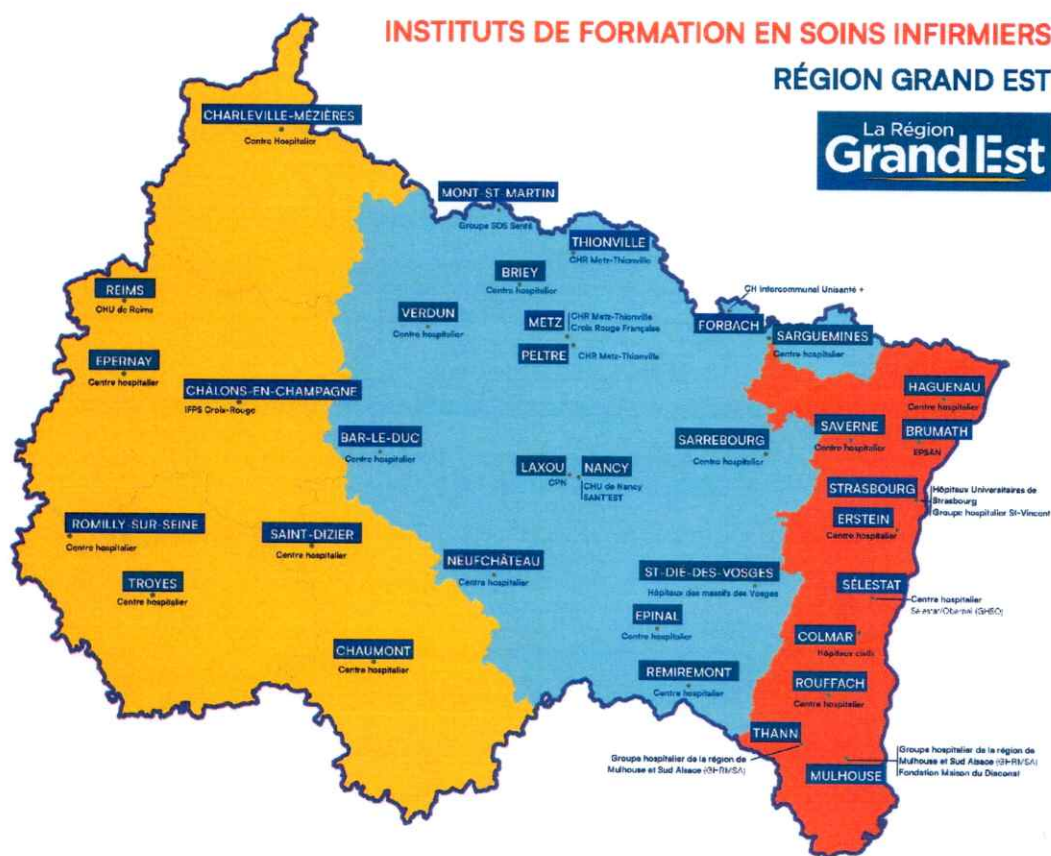 INSTITUTS DE FORMATION EN SOINS INFIRMIERS
RÉGION GRAND EST
La Région
Grand Est
CHARLEVILLE-MÉZIÈRES
Centre Hospitalier
MONT-ST-MARTIN
Groupe SOS Santé
THIONVILLE
CHR Metz-Thionville
BRIEY
Centre hospitalier
REIMS
CHU de Reims
VERDUN
Centre hospitalier
METZ
CHR Metz-Thionville
Croix Rouge Française
PELTRE
CHR Metz-Thionville
CH Intercommunal Unisanté +
FORBACH
SARGUEMINES
Centre hospitalier
EPERNAY
Centre hospitalier
CHÂLONS-EN-CHAMPAGNE
IFPS Croix-Rouge
HAGUENAU
Centre hospitalier
BAR-LE-DUC
Centre hospitalier
SARREBOURG
Centre hospitalier
SAVERNE
Centre hospitalier
BRUMATH
EPSAN
LAXOU
CPN
NANCY
CHU de Nancy
SANT'EST
STRASBOURG
Hôpitaux Universitaires de
Strasbourg
Groupe hospitalier St-Vincent
ERSTEIN
Centre hospitalier
ROMILLY-SUR-SEINE
Centre hospitalier
SAINT-DIZIER
Centre hospitalier
NEUFCHÂTEAU
Centre hospitalier
ST-DIE-DES-VOSGES
Hôpitaux des massifs des Vosges
SÉLESTAT
Centre hospitalier
Sélestat/Obernai (GHSO)
TROYES
Centre hospitalier
EPINAL
Centre hospitalier
COLMAR
Hôpitaux civils
CHAUMONT
Centre hospitalier
REMIREMONT
Centre hospitalier
ROUFFACH
Centre hospitalier
THANN
Groupe hospitalier de la région de
Mulhouse et Sud Alsace (GHRMSA)
MULHOUSE
Groupe hospitalier de la région de
Mulhouse et Sud Alsace (GHRMSA)
Fondation Maison du Diaconat